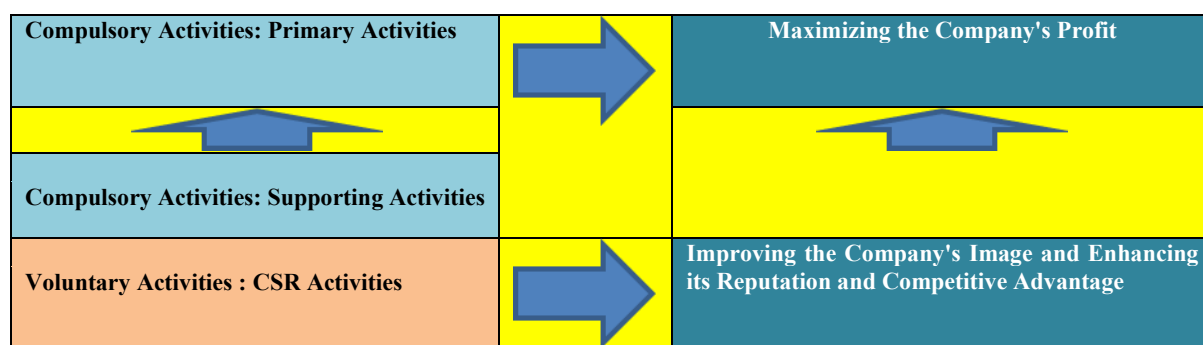 Compulsory Activities: Primary Activities
Maximizing the Company's Profit
Compulsory Activities: Supporting Activities
Voluntary Activities : CSR Activities
Improving the Company's Image and Enhancing
its Reputation and Competitive Advantage